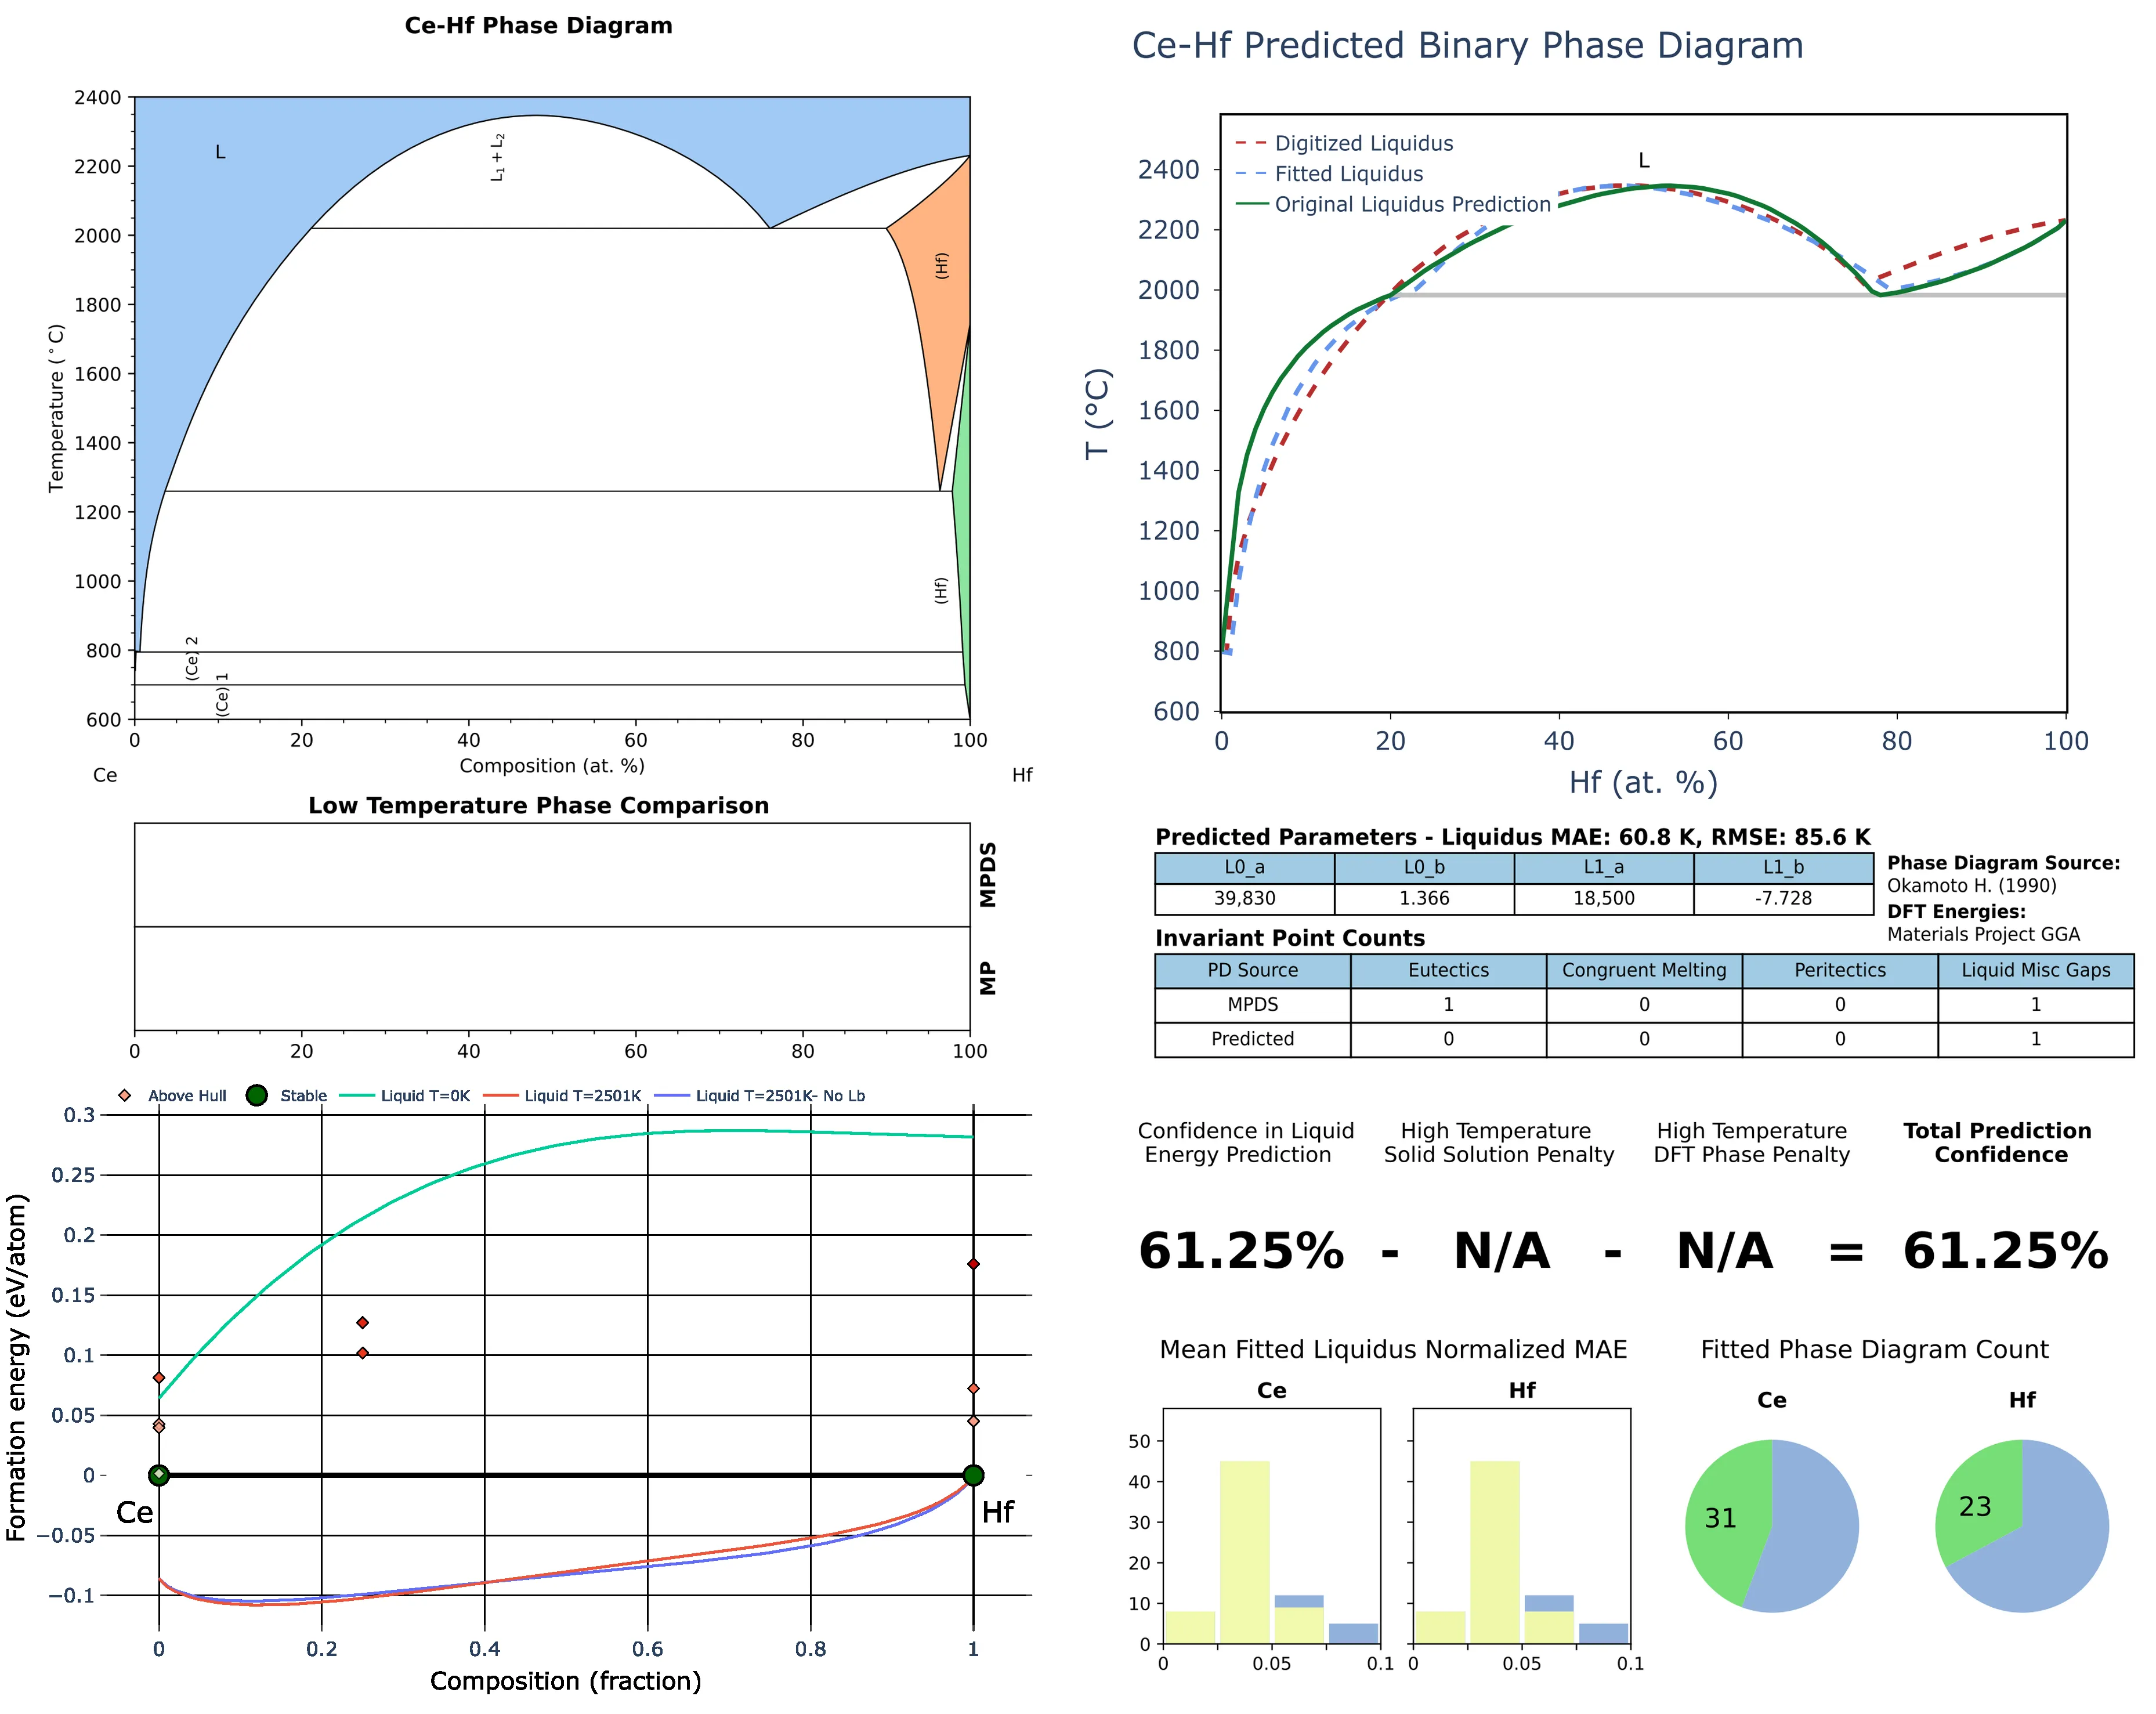 Ce-Hf Phase Diagram
2400
2200
2000
1800
1600
1400
1200
1000
800
600
Temperature (°C)
L
L1 + L2
(Hf)
(Hf)
(Ce) 2
(Ce) 1
0 20 40 60 80 100
Composition (at. %)
Ce Hf
Low Temperature Phase Comparison
MPDS
MP
0 20 40 60 80 100
Above Hull Stable Liquid T=0K Liquid T=2501K Liquid T=2501K- No Lb
0.3
0.25
0.2
0.15
0.1
0.05
0
−0.05
−0.1
Formation energy (eV/atom)
Ce Hf
0 0.2 0.4 0.6 0.8 1
Composition (fraction)
Ce-Hf Predicted Binary Phase Diagram
Digitized Liquidus
Fitted Liquidus
Original Liquidus Prediction
L
2400
2200
2000
1800
1600
1400
1200
1000
800
600
T (°C)
0 20 40 60 80 100
Hf (at. %)
Predicted Parameters - Liquidus MAE: 60.8 K, RMSE: 85.6 K
L0_a L0_b L1_a L1_b
39,830 1.366 18,500 -7.728
Phase Diagram Source:
Okamoto H. (1990)
DFT Energies:
Materials Project GGA
Invariant Point Counts
PD Source Eutectics Congruent Melting Peritectics Liquid Misc Gaps
MPDS 1 0 0 1
Predicted 0 0 0 1
Confidence in Liquid Energy Prediction
High Temperature Solid Solution Penalty
High Temperature DFT Phase Penalty
Total Prediction Confidence
61.25% - N/A - N/A = 61.25%
Mean Fitted Liquidus Normalized MAE
Ce Hf
50
40
30
20
10
0
0 0.05 0.1 0 0.05 0.1
Fitted Phase Diagram Count
Ce Hf
31 23